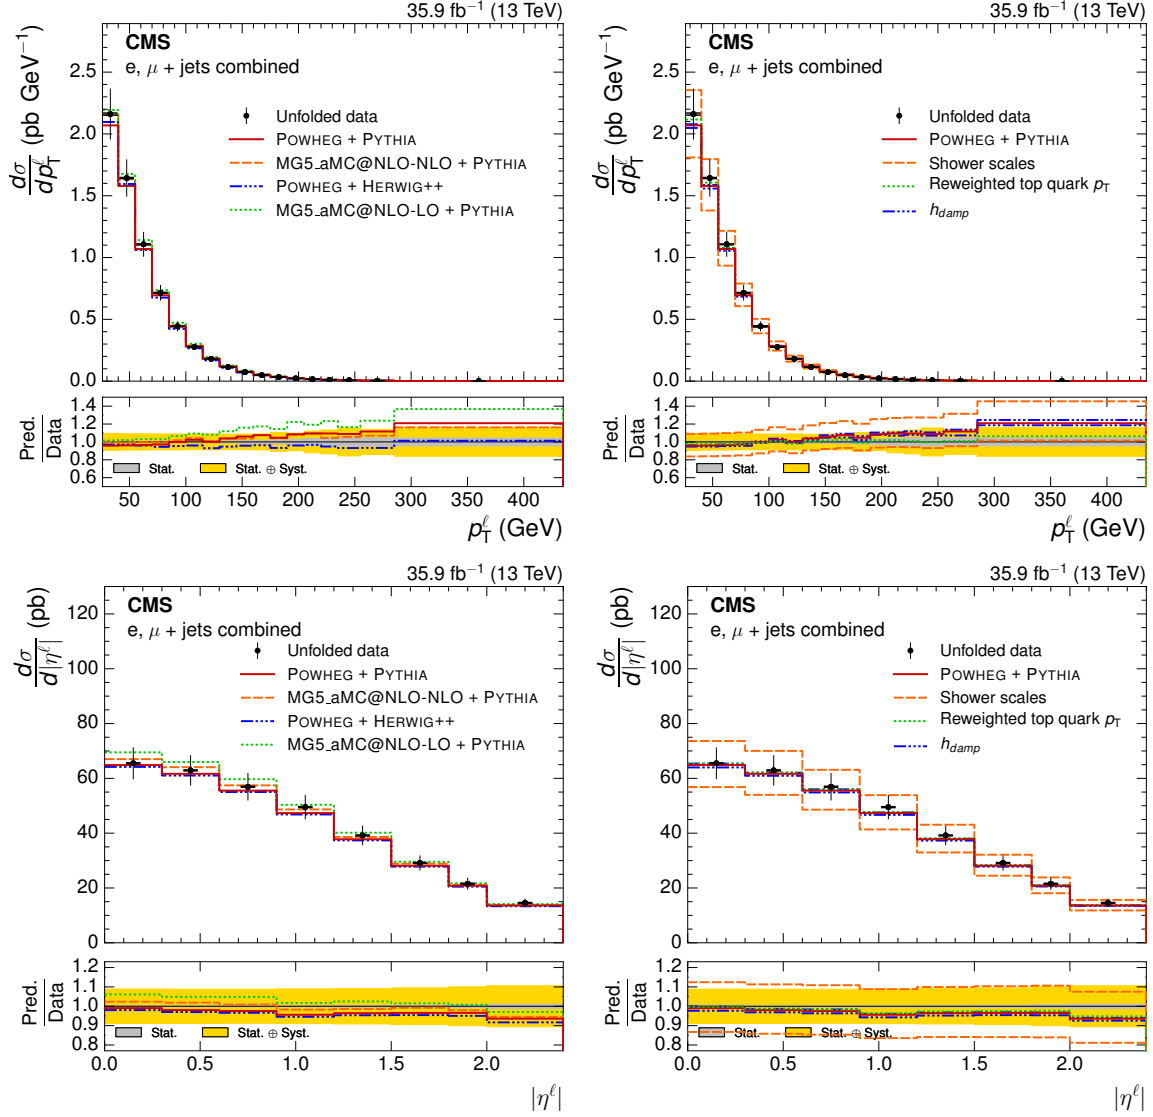 35.9 fb⁻¹ (13 TeV)
CMS
e, μ + jets combined
Unfolded data
POWHEG + PYTHIA
MG5_aMC@NLO-NLO + PYTHIA
POWHEG + HERWIG++
MG5_aMC@NLO-LO + PYTHIA
dσ/dp_T^ℓ (pb GeV⁻¹)
2.5
2.0
1.5
1.0
0.5
0.0
Pred./Data
1.4
1.2
1.0
0.8
0.6
Stat.
Stat. ⊕ Syst.
50 100 150 200 250 300 350 400
p_T^ℓ (GeV)
35.9 fb⁻¹ (13 TeV)
CMS
e, μ + jets combined
Unfolded data
POWHEG + PYTHIA
Shower scales
Reweighted top quark p_T
h_damp
dσ/dp_T^ℓ (pb GeV⁻¹)
2.5
2.0
1.5
1.0
0.5
0.0
Pred./Data
1.4
1.2
1.0
0.8
0.6
Stat.
Stat. ⊕ Syst.
50 100 150 200 250 300 350 400
p_T^ℓ (GeV)
35.9 fb⁻¹ (13 TeV)
CMS
e, μ + jets combined
Unfolded data
POWHEG + PYTHIA
MG5_aMC@NLO-NLO + PYTHIA
POWHEG + HERWIG++
MG5_aMC@NLO-LO + PYTHIA
dσ/d|η^ℓ| (pb)
120
100
80
60
40
20
0
Pred./Data
1.2
1.1
1.0
0.9
0.8
Stat.
Stat. ⊕ Syst.
0.0 0.5 1.0 1.5 2.0
|η^ℓ|
35.9 fb⁻¹ (13 TeV)
CMS
e, μ + jets combined
Unfolded data
POWHEG + PYTHIA
Shower scales
Reweighted top quark p_T
h_damp
dσ/d|η^ℓ| (pb)
120
100
80
60
40
20
0
Pred./Data
1.2
1.1
1.0
0.9
0.8
Stat.
Stat. ⊕ Syst.
0.0 0.5 1.0 1.5 2.0
|η^ℓ|